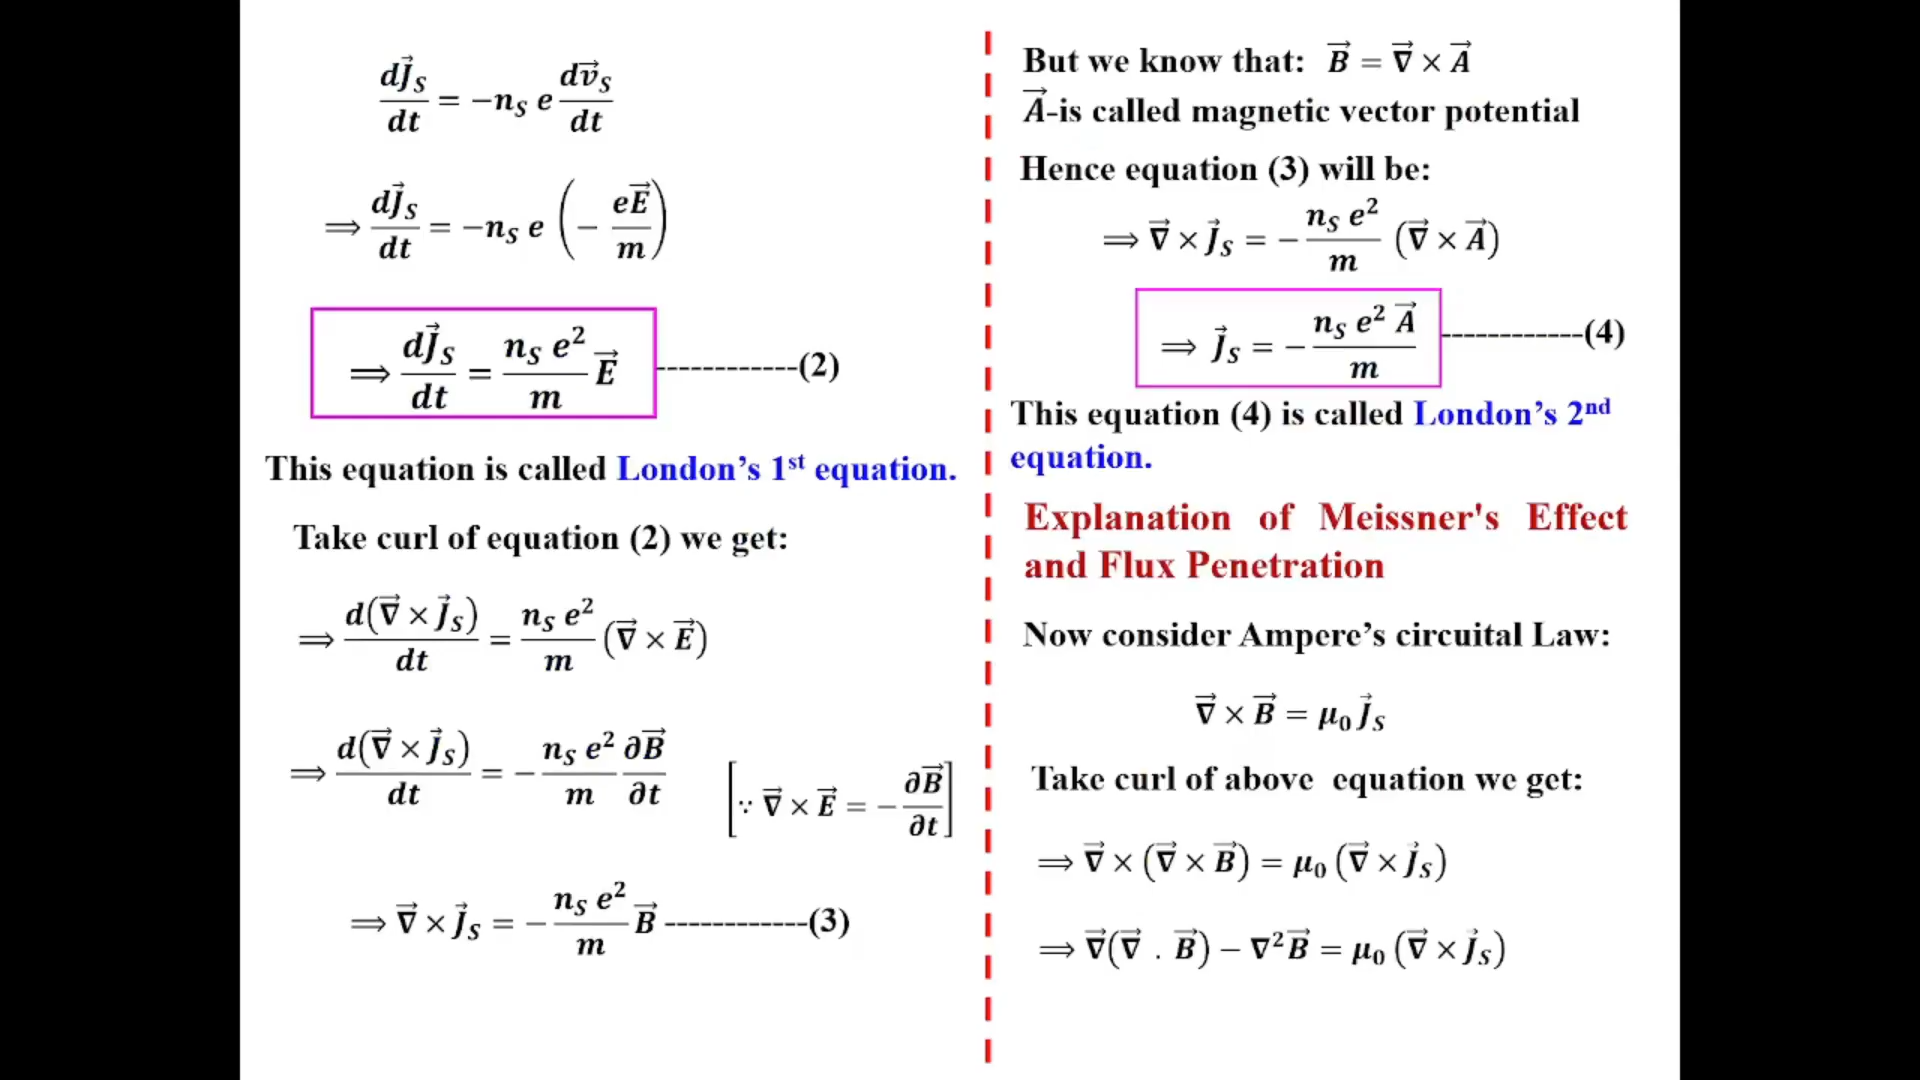 dJ⃗_S/dt = −n_S e dv⃗_S/dt
⟹ dJ⃗_S/dt = −n_S e (− eE⃗/m)
⟹ dJ⃗_S/dt = n_S e²/m E⃗ ------------(2)
This equation is called London’s 1st equation.
Take curl of equation (2) we get:
⟹ d(∇⃗ × J⃗_S)/dt = n_S e²/m (∇⃗ × E⃗)
⟹ d(∇⃗ × J⃗_S)/dt = − n_S e²/m ∂B⃗/∂t [∵ ∇⃗ × E⃗ = − ∂B⃗/∂t]
⟹ ∇⃗ × J⃗_S = − n_S e²/m B⃗ ------------(3)
But we know that: B⃗ = ∇⃗ × A⃗
A⃗-is called magnetic vector potential
Hence equation (3) will be:
⟹ ∇⃗ × J⃗_S = − n_S e²/m (∇⃗ × A⃗)
⟹ J⃗_S = − n_S e² A⃗/m ------------(4)
This equation (4) is called London’s 2nd
equation.
Explanation of Meissner's Effect
and Flux Penetration
Now consider Ampere’s circuital Law:
∇⃗ × B⃗ = μ₀J⃗_S
Take curl of above equation we get:
⟹ ∇⃗ × (∇⃗ × B⃗) = μ₀ (∇⃗ × J⃗_S)
⟹ ∇⃗(∇⃗ . B⃗) − ∇²B⃗ = μ₀ (∇⃗ × J⃗_S)